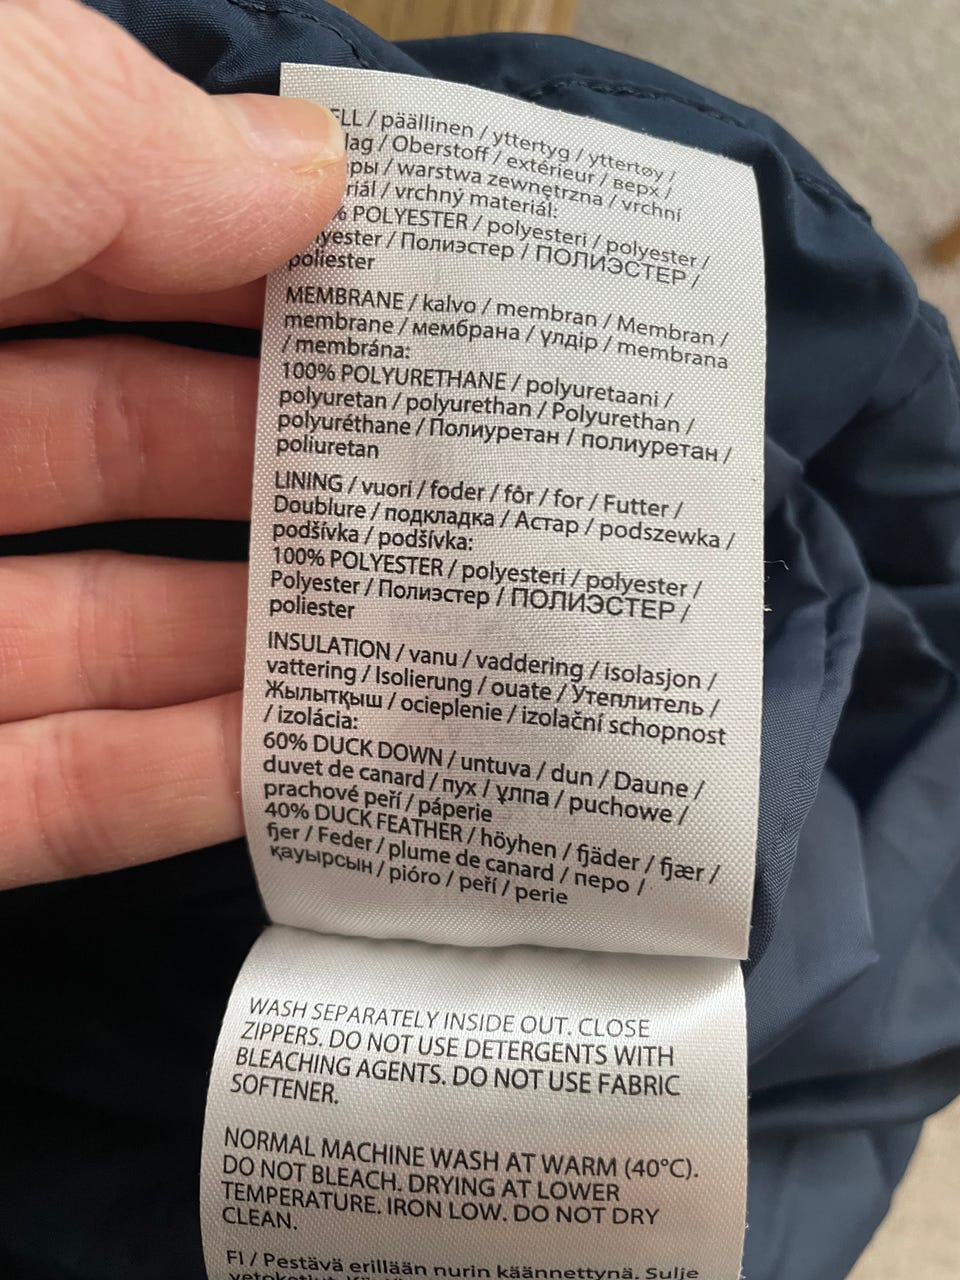 / päällinen / yttertyg / yttertøy /
/ Oberstoff / extérieur / верх /
/ warstwa zewnętrzna / vrchní
/ vrchný materiál:
% POLYESTER / polyesteri / polyester /
/ Полиэстер / ПОЛИЭСТЕР /
poliester
MEMBRANE / kalvo / membran / Membran /
membrane / мембрана / үлдір / membrana
/ membrána:
100% POLYURETHANE / polyuretaani /
polyuretan / polyurethan / Polyurethan /
polyuréthane / Полиуретан / полиуретан /
poliuretan
LINING / vuori / foder / fôr / for / Futter /
Doublure / подкладка / Астар / podszewka /
podšívka / podšívka:
100% POLYESTER / polyesteri / polyester /
Polyester / Полиэстер / ПОЛИЭСТЕР /
poliester
INSULATION / vanu / vaddering / isolasjon /
vattering / Isolierung / ouate / Утеплитель /
Жылытқыш / ocieplenie / izolační schopnost
/ izolácia:
60% DUCK DOWN / untuva / dun / Daune /
duvet de canard / пух / ұлпа / puchowe /
prachové peří / páperie
40% DUCK FEATHER / höyhen / fjäder / fjær /
fjer / Feder / plume de canard / перо /
қауырсын / pióro / peří / perie
WASH SEPARATELY INSIDE OUT. CLOSE
ZIPPERS. DO NOT USE DETERGENTS WITH
BLEACHING AGENTS. DO NOT USE FABRIC
SOFTENER.
NORMAL MACHINE WASH AT WARM (40°C).
DO NOT BLEACH. DRYING AT LOWER
TEMPERATURE. IRON LOW. DO NOT DRY
CLEAN.
FI / Pestävä erillään nurin käännettynä. Sulje